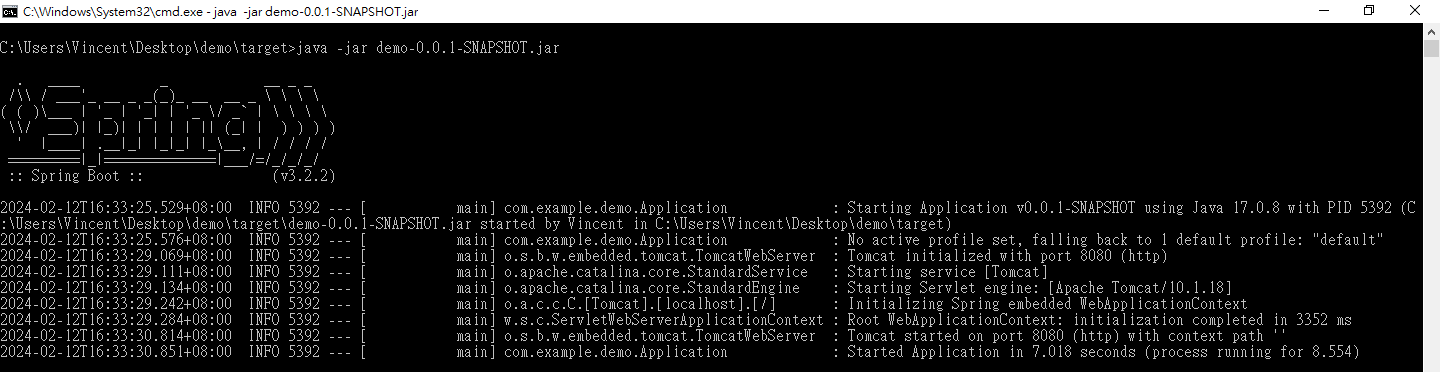 C:\Windows\System32\cmd.exe - java  -jar demo-0.0.1-SNAPSHOT.jar
C:\Users\Vincent\Desktop\demo\target>java -jar demo-0.0.1-SNAPSHOT.jar
  .   ____          _            __ _ _
 /\\ / ___'_ __ _ _(_)_ __  __ _ \ \ \ \
( ( )\___ | '_ | '_| | '_ \/ _` | \ \ \ \
 \\/  ___)| |_)| | | | | || (_| |  ) ) ) )
  '  |____| .__|_| |_|_| |_\__, | / / / /
 =========|_|==============|___/=/_/_/_/
 :: Spring Boot ::                (v3.2.2)
2024-02-12T16:33:25.529+08:00  INFO 5392 --- [           main] com.example.demo.Application             : Starting Application v0.0.1-SNAPSHOT using Java 17.0.8 with PID 5392 (C
:\Users\Vincent\Desktop\demo\target\demo-0.0.1-SNAPSHOT.jar started by Vincent in C:\Users\Vincent\Desktop\demo\target)
2024-02-12T16:33:25.576+08:00  INFO 5392 --- [           main] com.example.demo.Application             : No active profile set, falling back to 1 default profile: "default"
2024-02-12T16:33:29.069+08:00  INFO 5392 --- [           main] o.s.b.w.embedded.tomcat.TomcatWebServer  : Tomcat initialized with port 8080 (http)
2024-02-12T16:33:29.111+08:00  INFO 5392 --- [           main] o.apache.catalina.core.StandardService   : Starting service [Tomcat]
2024-02-12T16:33:29.134+08:00  INFO 5392 --- [           main] o.apache.catalina.core.StandardEngine    : Starting Servlet engine: [Apache Tomcat/10.1.18]
2024-02-12T16:33:29.242+08:00  INFO 5392 --- [           main] o.a.c.c.C.[Tomcat].[localhost].[/]       : Initializing Spring embedded WebApplicationContext
2024-02-12T16:33:29.284+08:00  INFO 5392 --- [           main] w.s.c.ServletWebServerApplicationContext : Root WebApplicationContext: initialization completed in 3352 ms
2024-02-12T16:33:30.814+08:00  INFO 5392 --- [           main] o.s.b.w.embedded.tomcat.TomcatWebServer  : Tomcat started on port 8080 (http) with context path ''
2024-02-12T16:33:30.851+08:00  INFO 5392 --- [           main] com.example.demo.Application             : Started Application in 7.018 seconds (process running for 8.554)